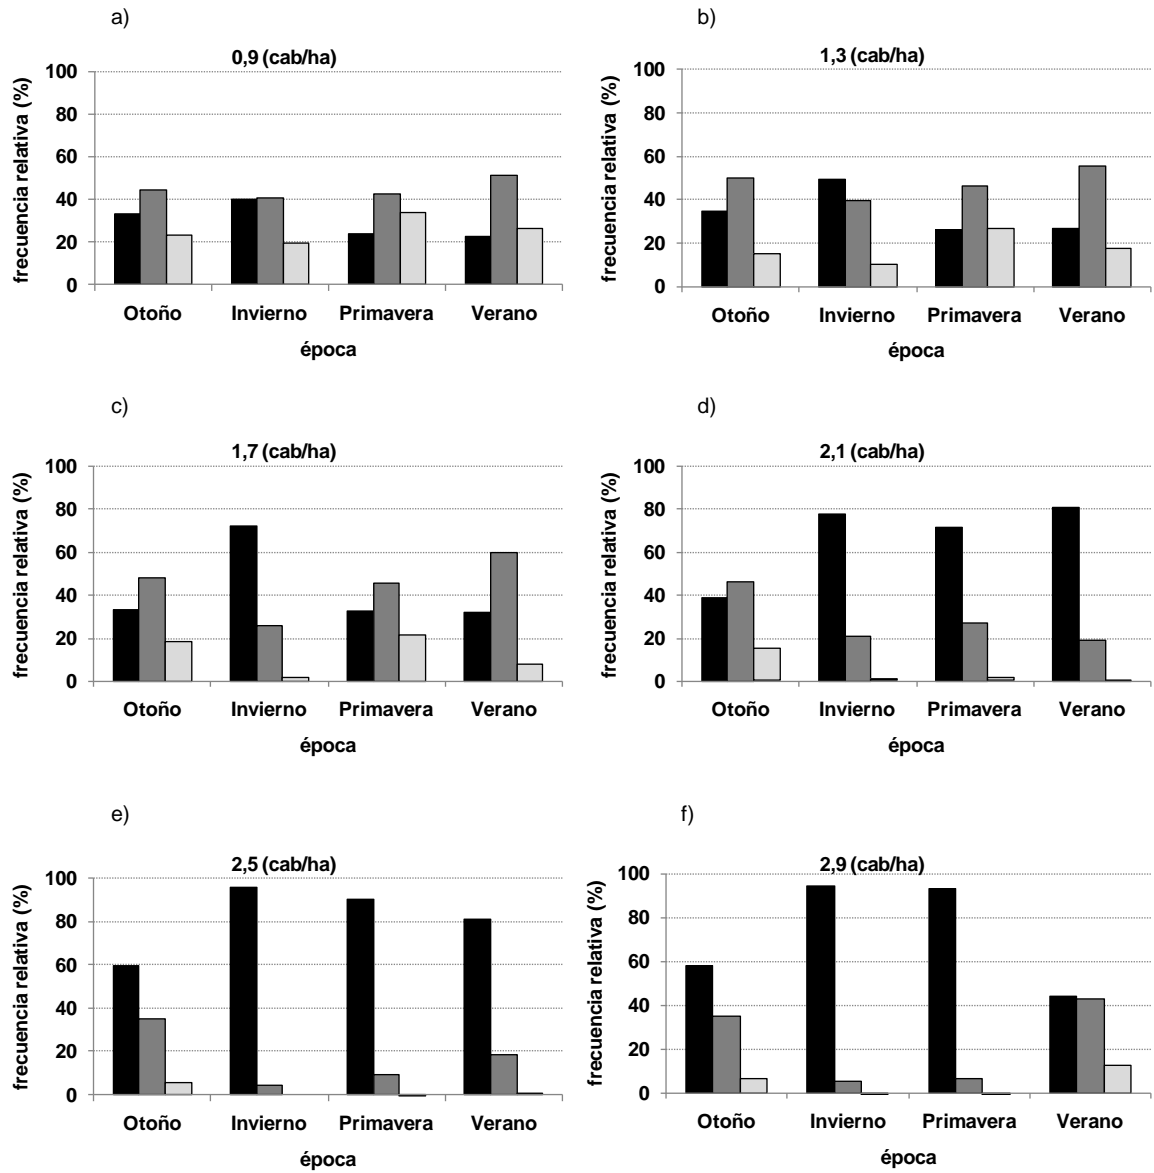 a)
0,9 (cab/ha)
frecuencia relativa (%)
100
80
60
40
20
0
Otoño Invierno Primavera Verano
época
b)
1,3 (cab/ha)
frecuencia relativa (%)
100
80
60
40
20
0
Otoño Invierno Primavera Verano
época
c)
1,7 (cab/ha)
frecuencia relativa (%)
100
80
60
40
20
0
Otoño Invierno Primavera Verano
época
d)
2,1 (cab/ha)
frecuencia relativa (%)
100
80
60
40
20
0
Otoño Invierno Primavera Verano
época
e)
2,5 (cab/ha)
frecuencia relativa (%)
100
80
60
40
20
0
Otoño Invierno Primavera Verano
época
f)
2,9 (cab/ha)
frecuencia relativa (%)
100
80
60
40
20
0
Otoño Invierno Primavera Verano
época